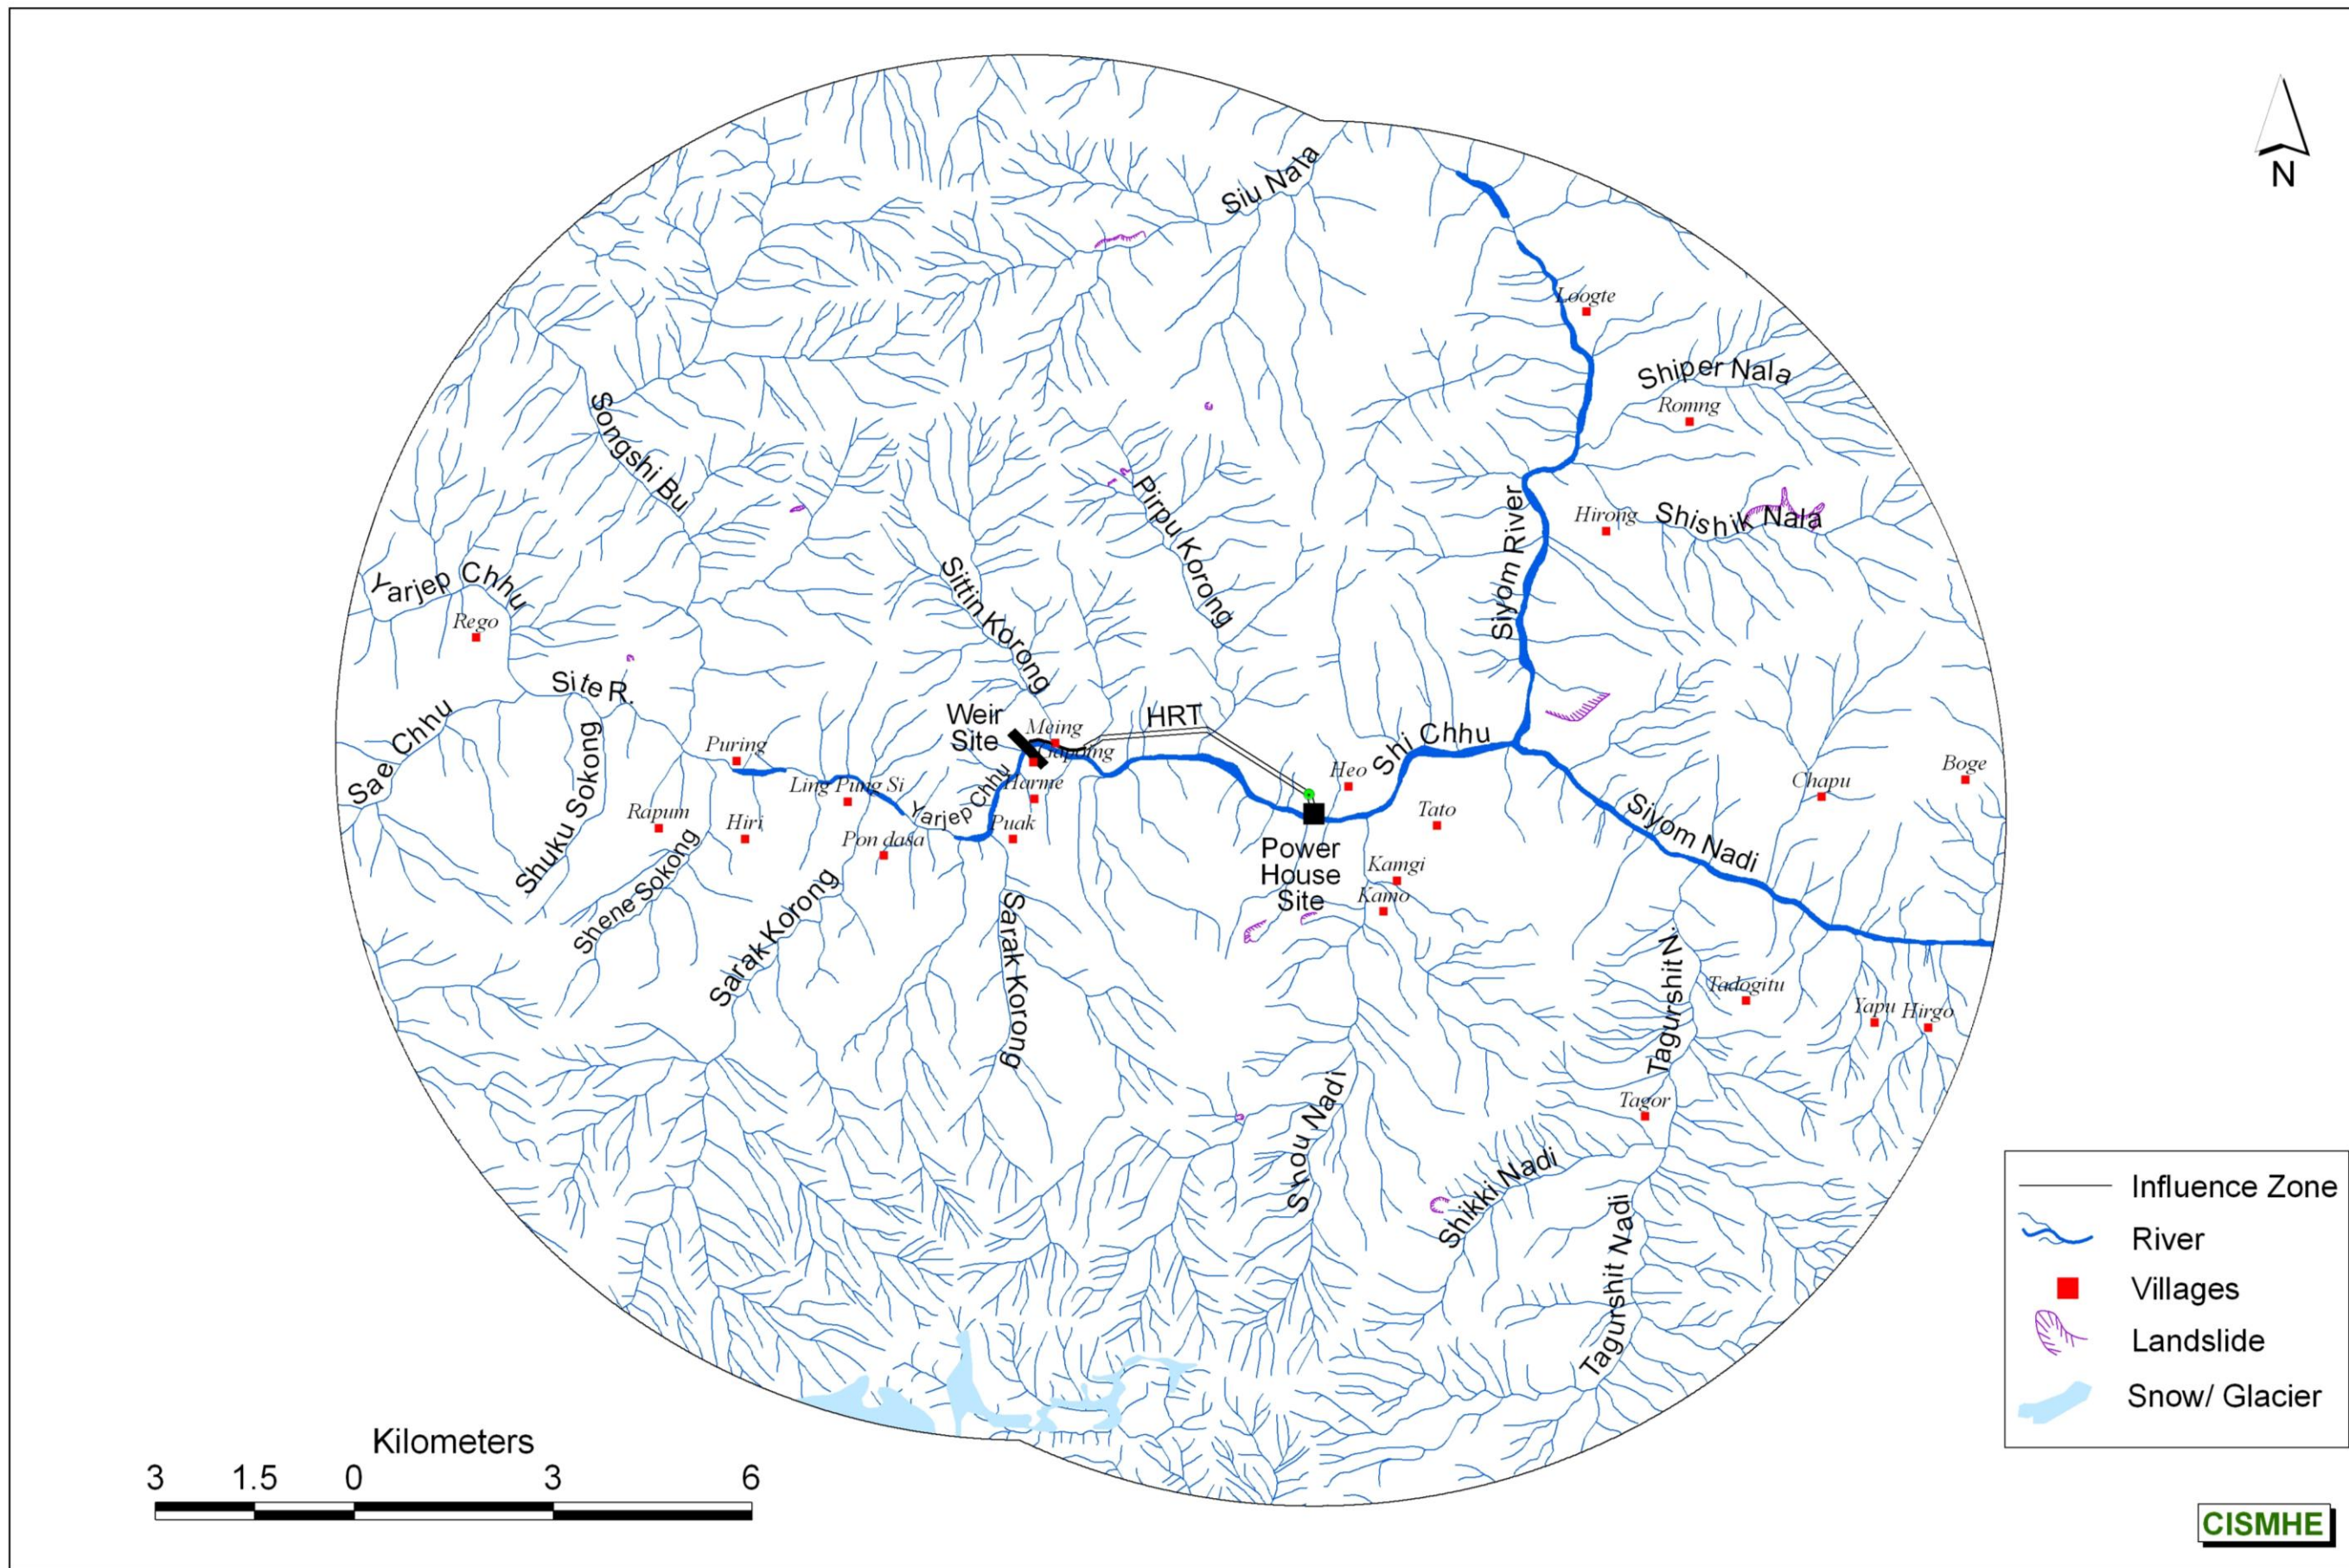 Siu Nala
N
Loogte
Shiper Nala
Romng
Songshi Bu
Pirpu Korong
Siyom River
Hirong
Shishik Nala
Yarjep Chhu
Rego
Sittin Korong
Site R.
Sae Chhu
Shuku Sokong
Weir
Site
Meing
HRT
Puring
Shi Chhu
Heo
Chapu
Boge
Harme
Ling Pung Si
Yarjep Chhu
Rapum
Hiri
Puak
Pon dasa
Tato
Siyom Nadi
Power
House
Site
Kamgi
Kamo
Shene Sokong
Sarak Korong
Sarak Korong
Tagurshit N.
Tadogitu
Yapu
Hirgo
Tagor
Shou Nadi
Shikki Nadi
Tagurshit Nadi
Influence Zone
River
Villages
Landslide
Snow/ Glacier
Kilometers
3 1.5 0 3 6
CISMHE